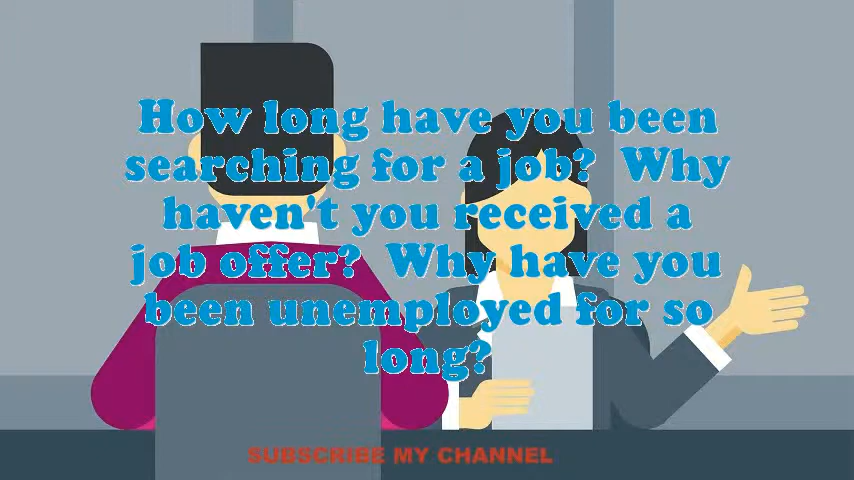 How long have you been
searching for a job?  Why
haven't you received a
job offer?  Why have you
been unemployed for so
long?
SUBSCRIBE MY CHANNEL